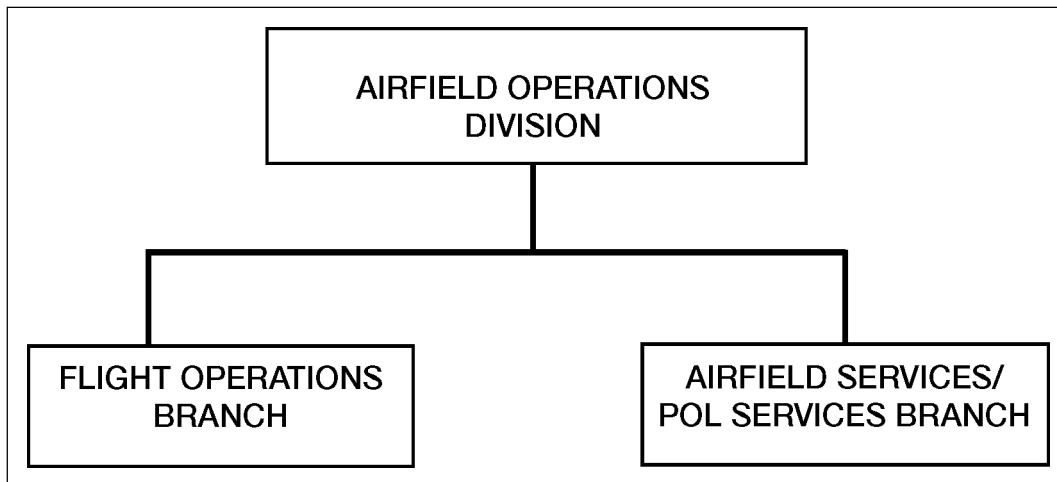 AIRFIELD OPERATIONS
DIVISION
FLIGHT OPERATIONS
BRANCH
AIRFIELD SERVICES/
POL SERVICES BRANCH